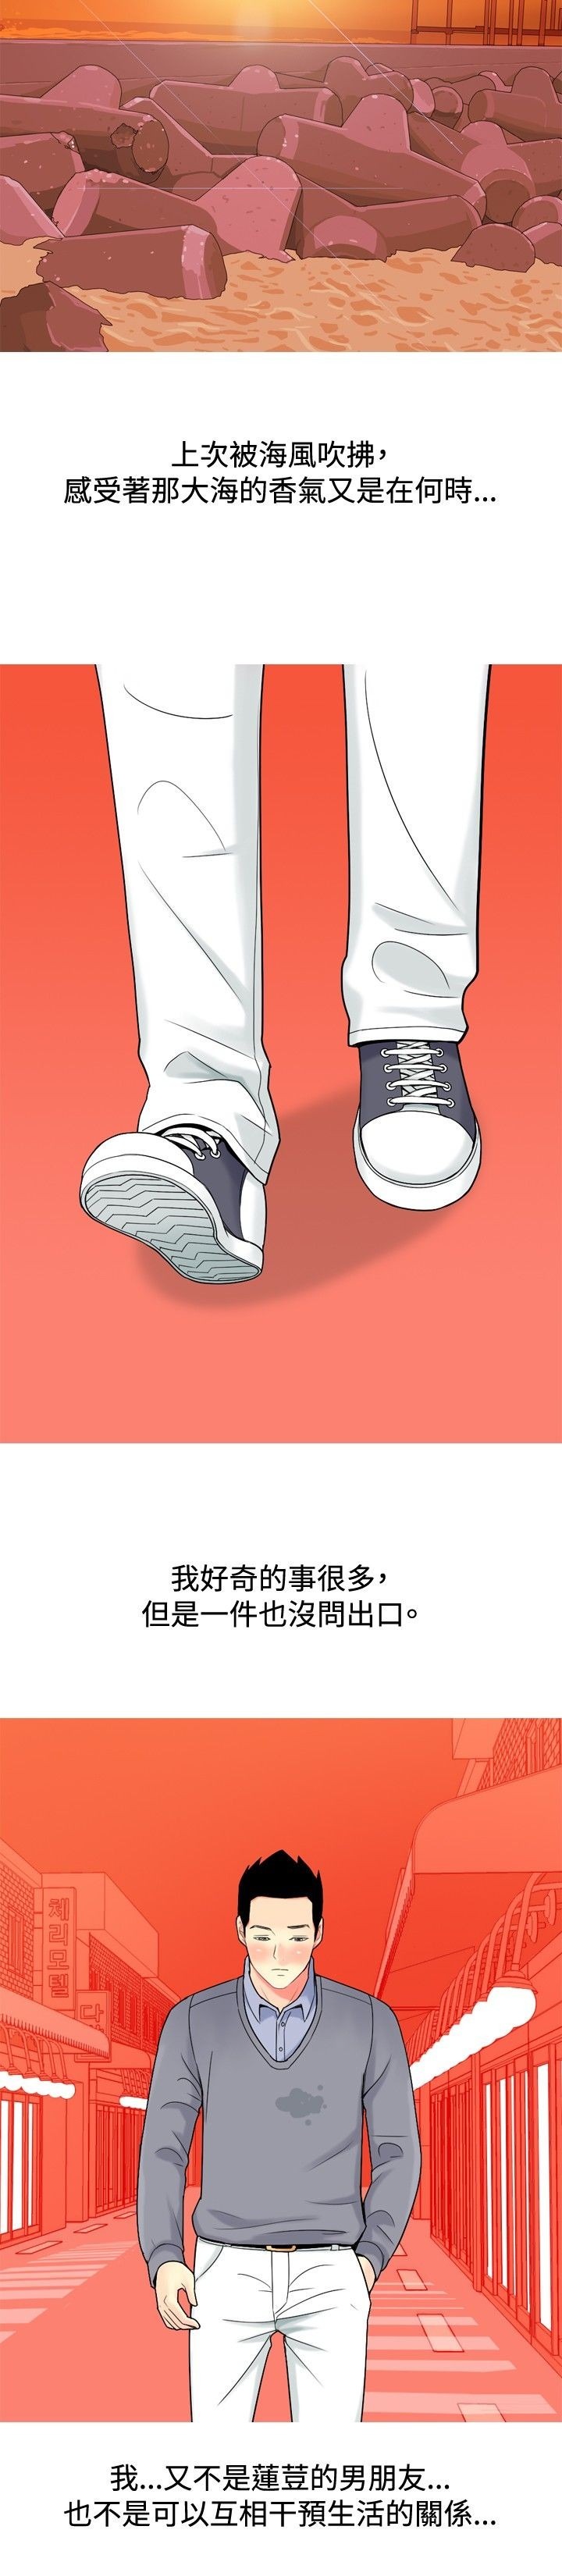 上次被海風吹拂，
感受著那大海的香氣又是在何時...
我好奇的事很多，
但是一件也沒問出口。
체리모텔
다
我...又不是蓮荳的男朋友...
也不是可以互相干預生活的關係...